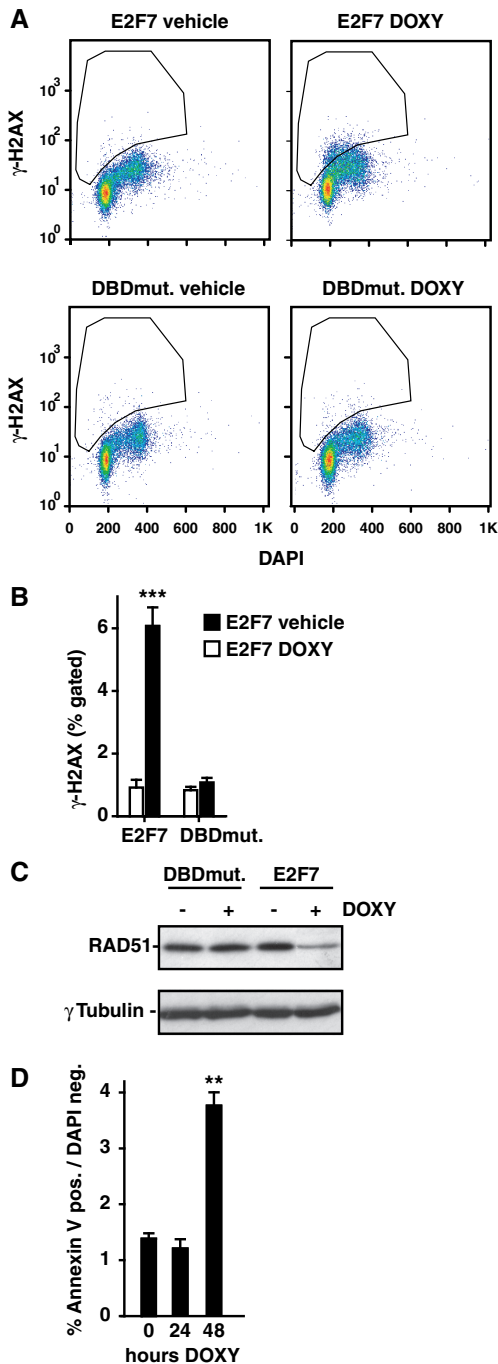 A
E2F7 vehicle
E2F7 DOXY
γ-H2AX
10³
10²
10¹
10⁰
DBDmut. vehicle
DBDmut. DOXY
γ-H2AX
10³
10²
10¹
10⁰
0 200 400 600 800 1K
0 200 400 600 800 1K
DAPI
B
γ-H2AX (% gated)
6
4
2
0
***
E2F7 vehicle
E2F7 DOXY
E2F7 DBDmut.
C
DBDmut. E2F7
- + - + DOXY
RAD51-
γ Tubulin -
D
% Annexin V pos. / DAPI neg.
4
3
2
1
0
**
0 24 48
hours DOXY